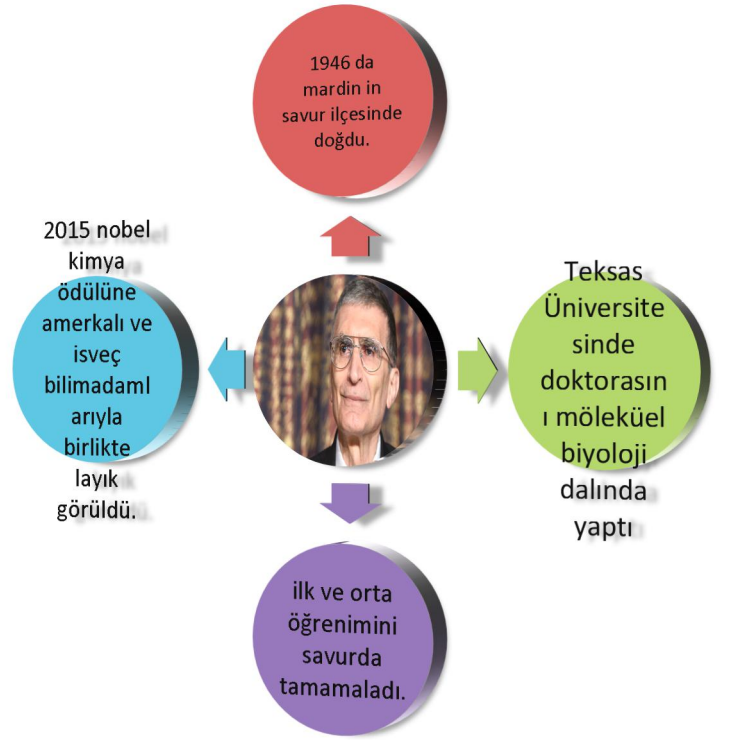 1946 da
mardin in
savur ilçesinde
doğdu.
2015 nobel
kimya
ödülüne
amerkalı ve
isveç
bilimadaml
arıyla
birlikte
layık
görüldü.
Teksas
Üniversite
sinde
doktorasın
ı möleküel
biyoloji
dalında
yaptı
ilk ve orta
öğrenimini
savurda
tamamaladı.